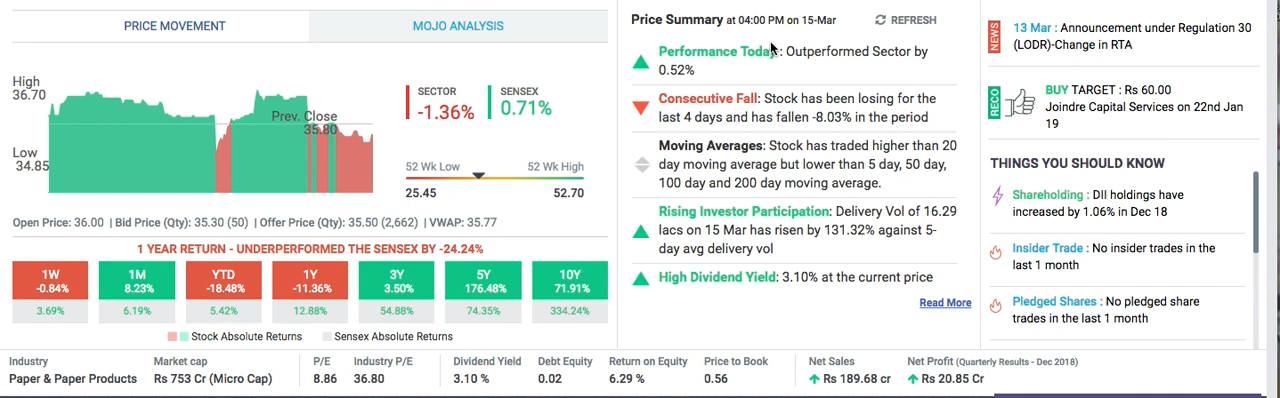 PRICE MOVEMENT
MOJO ANALYSIS
High
36.70
Prev. Close
35.80
Low
34.85
SECTOR
-1.36%
SENSEX
0.71%
52 Wk Low
52 Wk High
25.45
52.70
Open Price: 36.00 | Bid Price (Qty): 35.30 (50) | Offer Price: 35.50 (2,662) | VWAP: 35.77
1 YEAR RETURN - UNDERPERFORMED THE SENSEX BY -24.24%
1W 1M YTD 1Y 3Y 5Y 10Y
-0.84% 8.23% -18.48% -11.36% 3.50% 176.48% 71.91%
3.69% 6.19% 5.42% 12.88% 54.88% 74.35% 334.24%
Stock Absolute Returns Sensex Absolute Returns
Price Summary at 04:00 PM on 15-Mar
REFRESH
Performance Today : Outperformed Sector by
0.52%
Consecutive Fall: Stock has been losing for the
last 4 days and has fallen -8.03% in the period
Moving Averages: Stock has traded higher than 20
day moving average but lower than 5 day, 50 day,
100 day and 200 day moving average.
Rising Investor Participation: Delivery Vol of 16.29
lacs on 15 Mar has risen by 131.32% against 5-
day avg delivery vol
High Dividend Yield: 3.10% at the current price
Read More
NEWS
13 Mar : Announcement under Regulation 30
(LODR)-Change in RTA
RECO
BUY TARGET : Rs 60.00
Joindre Capital Services on 22nd Jan
19
THINGS YOU SHOULD KNOW
Shareholding : DII holdings have
increased by 1.06% in Dec 18
Insider Trade : No insider trades in the
last 1 month
Pledged Shares : No pledged share
trades in the last 1 month
Industry Market cap P/E Industry P/E Dividend Yield Debt Equity Return on Equity Price to Book Net Sales Net Profit (Quarterly Results - Dec 2018)
Paper & Paper Products Rs 753 Cr (Micro Cap) 8.86 36.80 3.10 % 0.02 6.29 % 0.56 Rs 189.68 cr Rs 20.85 Cr